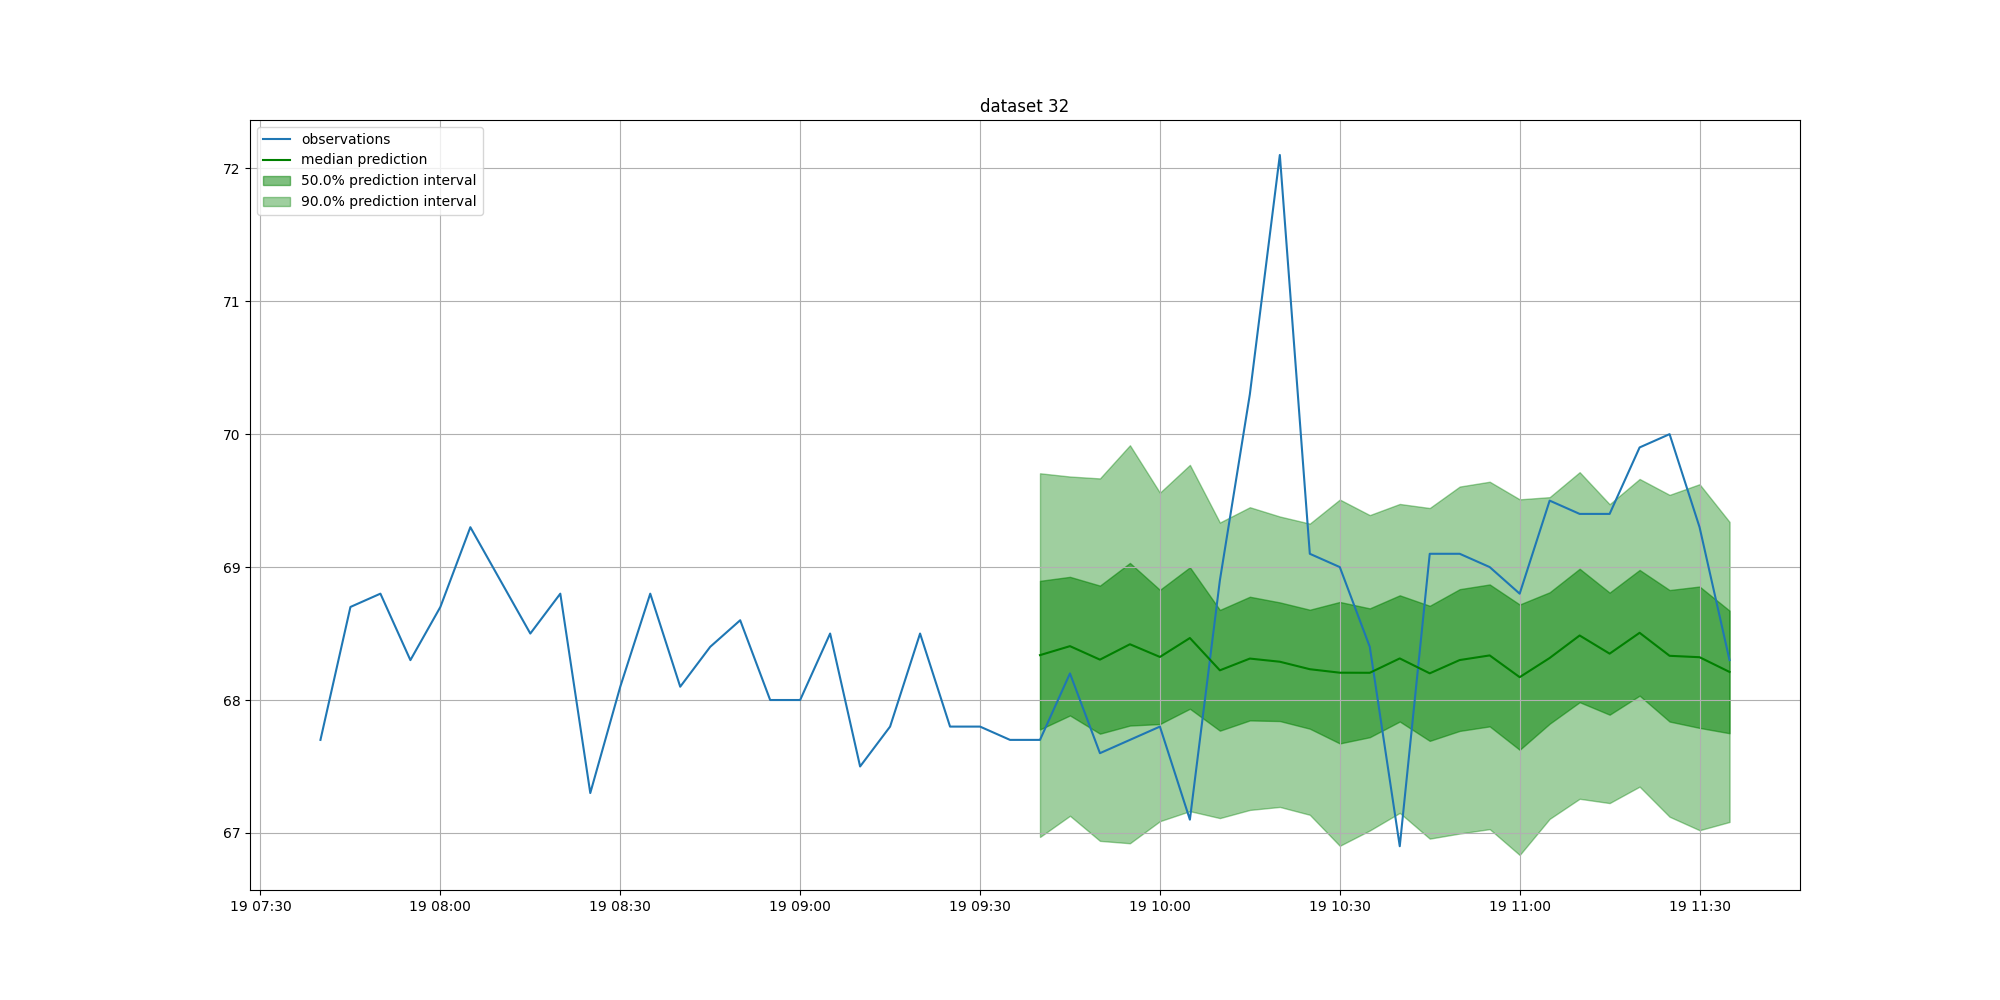 dataset 32
observations
median prediction
50.0% prediction interval
90.0% prediction interval
72
71
70
69
68
67
19 07:30 19 08:00 19 08:30 19 09:00 19 09:30 19 10:00 19 10:30 19 11:00 19 11:30